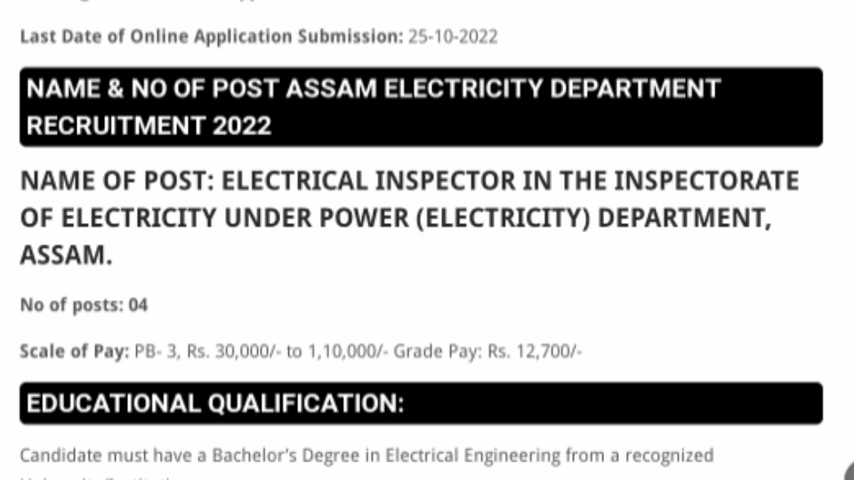 Last Date of Online Application Submission: 25-10-2022
NAME & NO OF POST ASSAM ELECTRICITY DEPARTMENT
RECRUITMENT 2022
NAME OF POST: ELECTRICAL INSPECTOR IN THE INSPECTORATE
OF ELECTRICITY UNDER POWER (ELECTRICITY) DEPARTMENT,
ASSAM.
No of posts: 04
Scale of Pay: PB- 3, Rs. 30,000/- to 1,10,000/- Grade Pay: Rs. 12,700/-
EDUCATIONAL QUALIFICATION:
Candidate must have a Bachelor's Degree in Electrical Engineering from a recognized